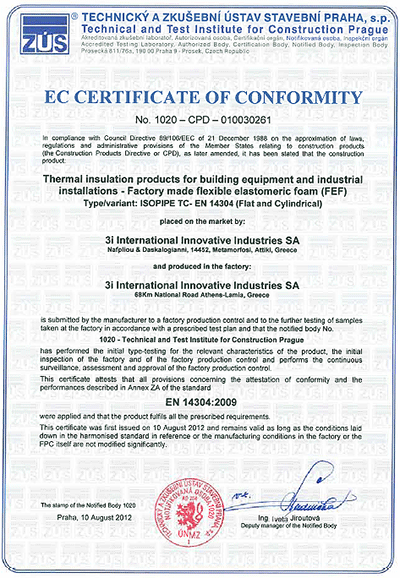 TECHNICKÝ A ZKUŠEBNÍ ÚSTAV STAVEBNÍ PRAHA, s.p.
Technical and Test Institute for Construction Prague
Akreditovaná zkušební laboratoř, Autorizovaná osoba, Certifikační orgán, Notifikovaná osoba, Inspekční orgán
Accredited Testing Laboratory, Authorized Body, Certification Body, Notified Body, Inspection Body
Prosecká 811/76a, 190 00 Praha 9 - Prosek, Czech Republic
ZÚS
EC CERTIFICATE OF CONFORMITY
No. 1020 – CPD – 010030261
In compliance with Council Directive 89/106/EEC of 21 December 1988 on the approximation of laws,
regulations and administrative provisions of the Member States relating to construction products
(the Construction Products Directive or CPD), as later amended, it has been stated that the construction
product:
Thermal insulation products for building equipment and industrial
installations - Factory made flexible elastomeric foam (FEF)
Type/variant: ISOPIPE TC- EN 14304 (Flat and Cylindrical)
placed on the market by:
3i International Innovative Industries SA
Nafpliou & Daskalogianni, 14452, Metamorfosi, Attiki, Greece
and produced in the factory:
3i International Innovative Industries SA
68Km National Road Athens-Lamia, Greece
is submitted by the manufacturer to a factory production control and to the further testing of samples
taken at the factory in accordance with a prescribed test plan and that the notified body No.
1020 - Technical and Test Institute for Construction Prague
has performed the initial type-testing for the relevant characteristics of the product, the initial
inspection of the factory and of the factory production control and performs the continuous
surveillance, assessment and approval of the factory production control.
This certificate attests that all provisions concerning the attestation of conformity and the
performances described in Annex ZA of the standard
EN 14304:2009
were applied and that the product fulfils all the prescribed requirements.
This certificate was first issued on 10 August 2012 and remains valid as long as the conditions laid
down in the harmonised standard in reference or the manufacturing conditions in the factory or the
FPC itself are not modified significantly.
The stamp of the Notified Body 1020
Praha, 10 August 2012
ÚNMZ
Ing. Iveta Jiroutová
Deputy manager of the Notified Body